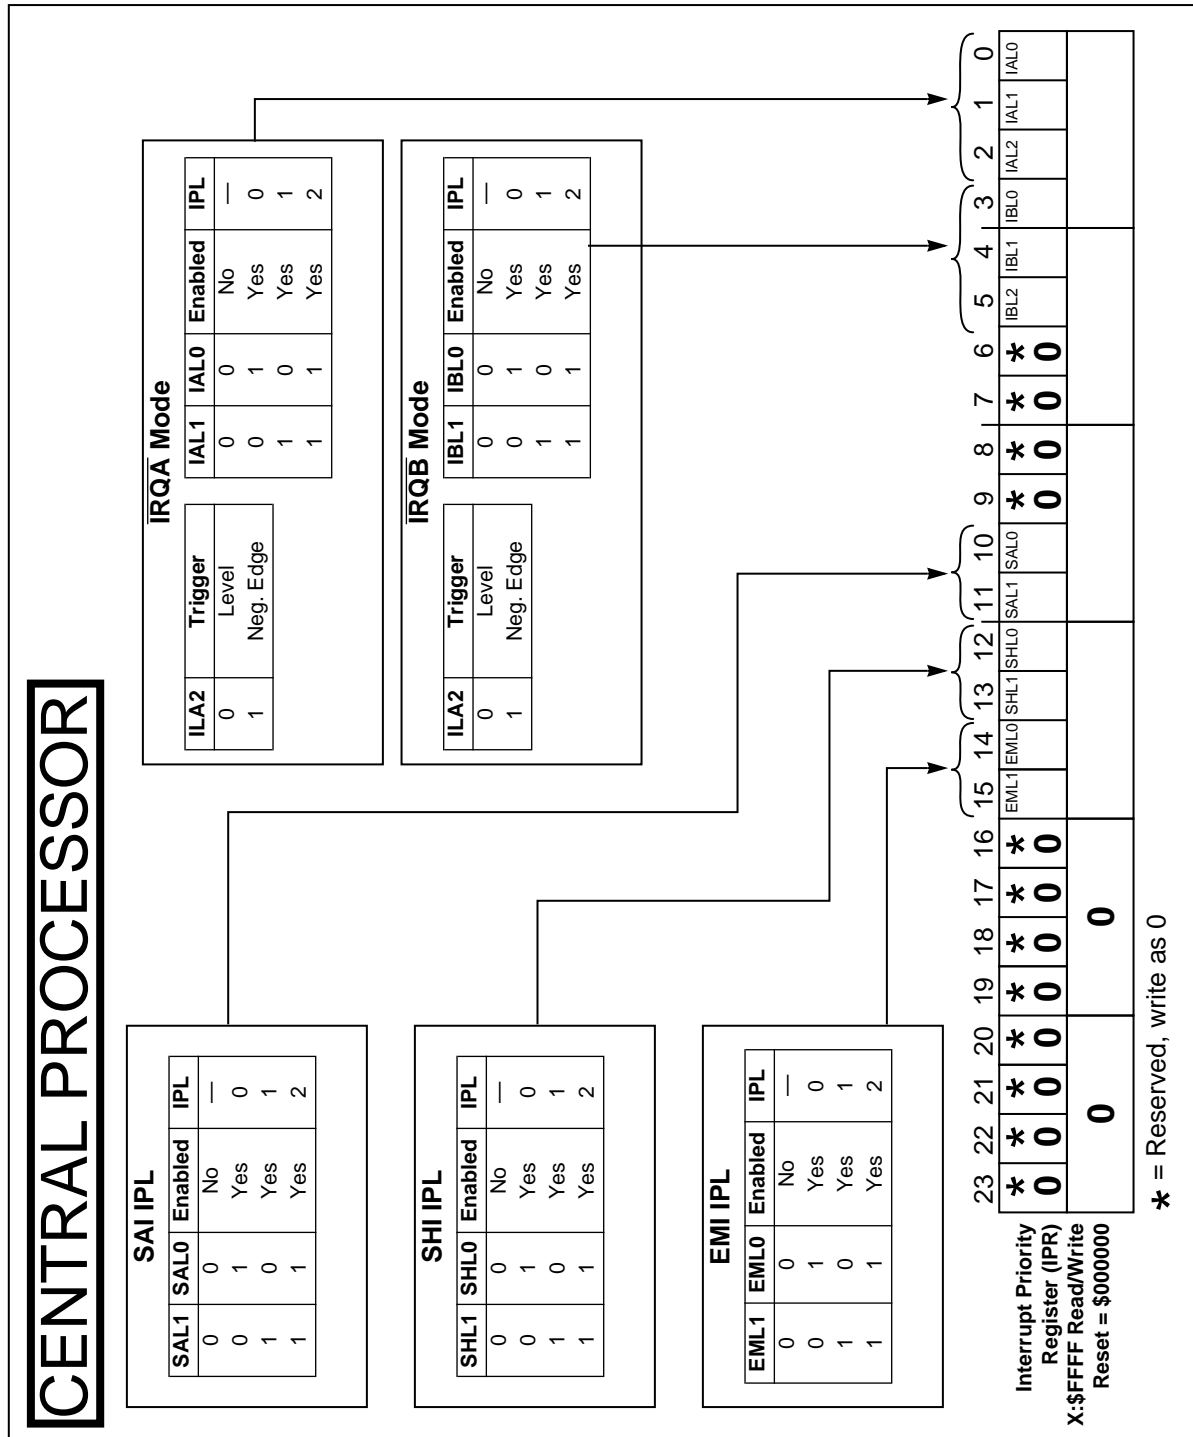 CENTRAL PROCESSOR
SAI IPL
SAL1 SAL0 Enabled IPL
0 0 No —
0 1 Yes 0
1 0 Yes 1
1 1 Yes 2
SHI IPL
SHL1 SHL0 Enabled IPL
0 0 No —
0 1 Yes 0
1 0 Yes 1
1 1 Yes 2
EMI IPL
EML1 EML0 Enabled IPL
0 0 No —
0 1 Yes 0
1 0 Yes 1
1 1 Yes 2
IRQA Mode
ILA2 Trigger
0 Level
1 Neg. Edge
IAL1 IAL0 Enabled IPL
0 0 No —
0 1 Yes 0
1 0 Yes 1
1 1 Yes 2
IRQB Mode
ILA2 Trigger
0 Level
1 Neg. Edge
IBL1 IBL0 Enabled IPL
0 0 No —
0 1 Yes 0
1 0 Yes 1
1 1 Yes 2
23 22 21 20 19 18 17 16 15 14 13 12 11 10 9 8 7 6 5 4 3 2 1 0
* * * * * * * * EML1 EML0 SHL1 SHL0 SAL1 SAL0 * * * * IBL2 IBL1 IBL0 IAL2 IAL1 IAL0
0 0 0 0 0 0 0 0 0 0 0 0
0 0
Interrupt Priority
Register (IPR)
X:$FFFF Read/Write
Reset = $000000
* = Reserved, write as 0